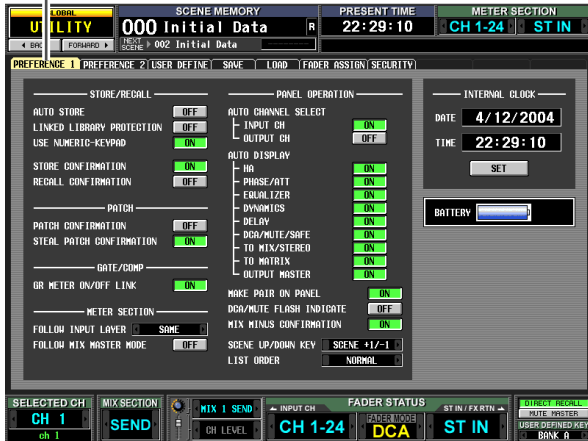 GLOBAL
UTILITY
BACK
FORWARD
SCENE MEMORY
000 Initial Data
R
NEXT SCENE
002 Initial Data
PRESENT TIME
22:29:10
METER SECTION
CH 1-24
ST IN
PREFERENCE 1
PREFERENCE 2
USER DEFINE
SAVE
LOAD
FADER ASSIGN
SECURITY
STORE/RECALL
AUTO STORE OFF
LINKED LIBRARY PROTECTION OFF
USE NUMERIC-KEYPAD ON
STORE CONFIRMATION ON
RECALL CONFIRMATION OFF
PATCH
PATCH CONFIRMATION OFF
STEAL PATCH CONFIRMATION ON
GATE/COMP
GR METER ON/OFF LINK ON
METER SECTION
FOLLOW INPUT LAYER SAME
FOLLOW MIX MASTER MODE OFF
PANEL OPERATION
AUTO CHANNEL SELECT
INPUT CH ON
OUTPUT CH OFF
AUTO DISPLAY
HA ON
PHASE/ATT ON
EQUALIZER ON
DYNAMICS ON
DELAY ON
DCA/MUTE/SAFE ON
TO MIX/STEREO ON
TO MATRIX ON
OUTPUT MASTER ON
MAKE PAIR ON PANEL ON
DCA/MUTE FLASH INDICATE OFF
MIX MINUS CONFIRMATION ON
SCENE UP/DOWN KEY SCENE +1/-1
LIST ORDER NORMAL
INTERNAL CLOCK
DATE 4/12/2004
TIME 22:29:10
SET
BATTERY
SELECTED CH
CH 1
ch 1
MIX SECTION
SEND
MIX 1 SEND
CH LEVEL
FADER STATUS
INPUT CH
CH 1-24
FADER MODE
DCA
ST IN / FX RTN
ST IN
DIRECT RECALL
MUTE MASTER
USER DEFINED KEY
BANK A